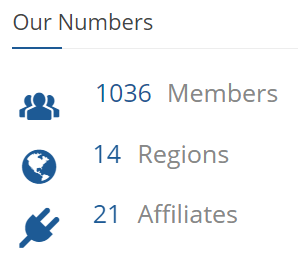 Our Numbers
1036 Members
14 Regions
21 Affiliates